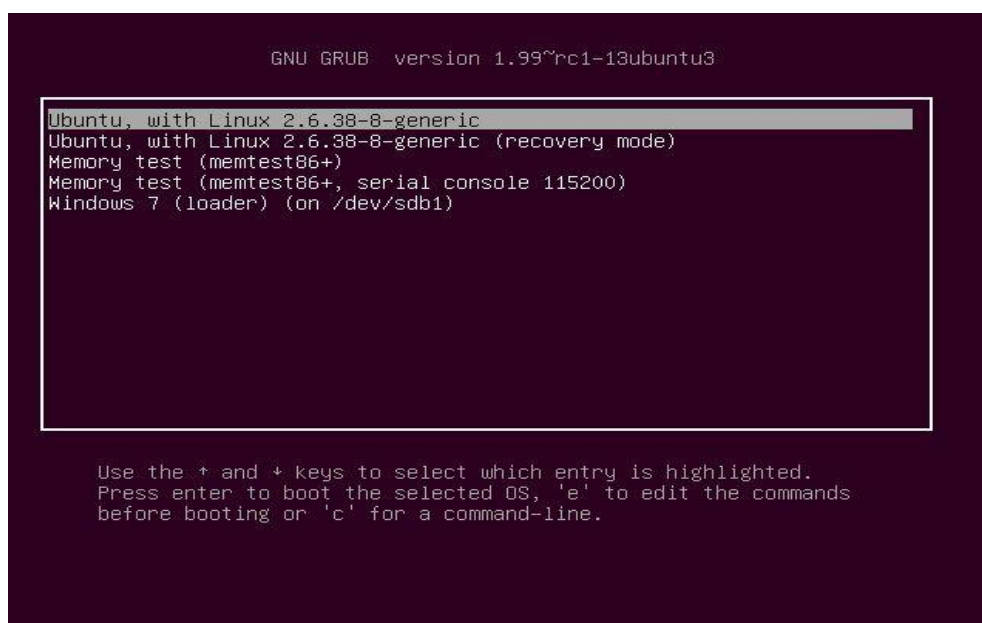 GNU GRUB  version 1.99~rc1-13ubuntu3
Ubuntu, with Linux 2.6.38-8-generic
Ubuntu, with Linux 2.6.38-8-generic (recovery mode)
Memory test (memtest86+)
Memory test (memtest86+, serial console 115200)
Windows 7 (loader) (on /dev/sdb1)
Use the ↑ and ↓ keys to select which entry is highlighted.
Press enter to boot the selected OS, 'e' to edit the commands
before booting or 'c' for a command-line.